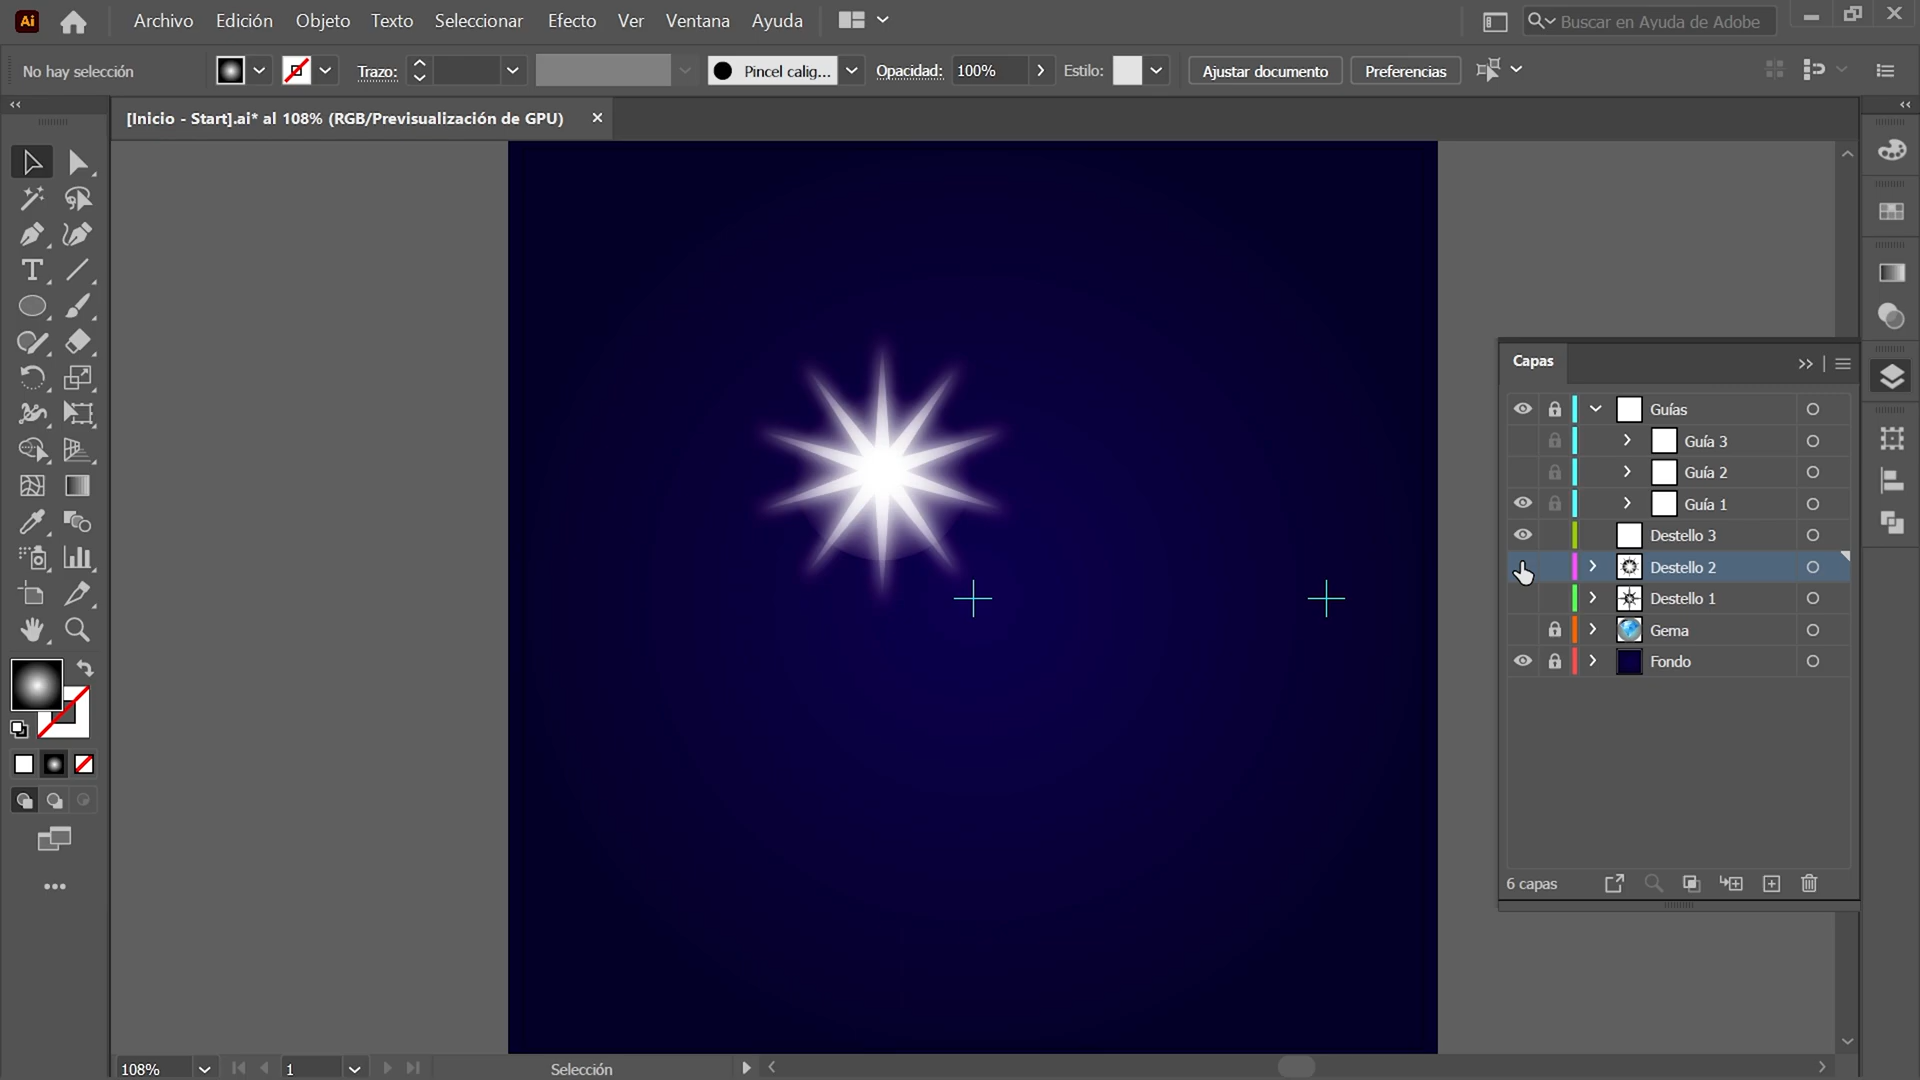 Ai
Archivo Edición Objeto Texto Seleccionar Efecto Ver Ventana Ayuda
Buscar en Ayuda de Adobe
No hay selección
Trazo:
Pincel calig...
Opacidad: 100%
Estilo:
Ajustar documento
Preferencias
[Inicio - Start].ai* al 108% (RGB/Previsualización de GPU)
Capas
Guías
Guía 3
Guía 2
Guía 1
Destello 3
Destello 2
Destello 1
Gema
Fondo
6 capas
108%
1
Selección